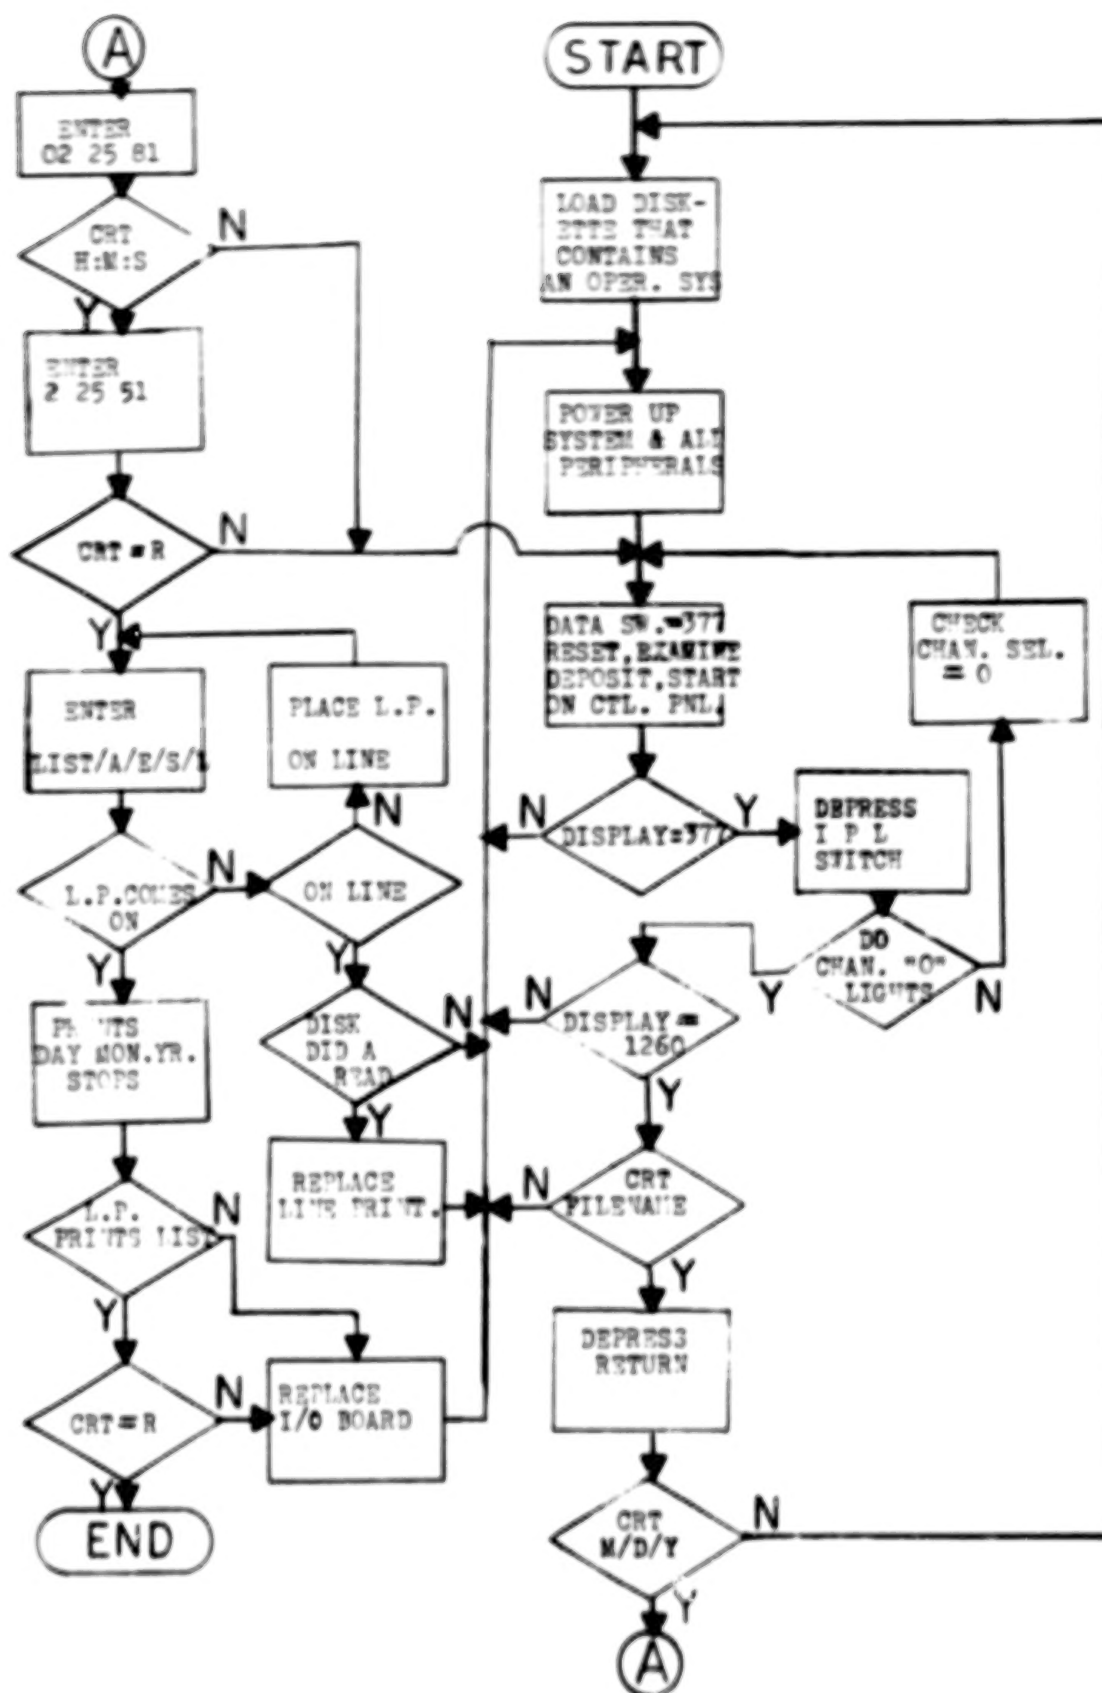 START
LOAD DISK-
ETTE THAT
CONTAINS
AN OPER. SYS
POWER UP
SYSTEM & ALL
PERIPHERALS
DATA SW.=377
RESET,EXAMINE
DEPOSIT,START
ON CTL. PNL.
DISPLAY=377
N
Y
DEPRESS
I P L
SWITCH
DO
CHAN. "0"
LIGHTS
Y
N
CHECK
CHAN. SEL.
= 0
DISPLAY =
1260
N
Y
CRT
FILENAME
N
Y
DEPRESS
RETURN
CRT
M/D/Y
N
Y
A
A
ENTER
02 25 81
CRT
H:M:S
N
Y
ENTER
2 25 51
CRT = R
N
Y
ENTER
LIST/A/E/S/L
L.P.COMES
ON
N
Y
ON LINE
N
Y
PLACE L.P.
ON LINE
DISK
DID A
READ
N
Y
REPLACE
LINE PRINT.
PRINTS
DAY MON.YR.
STOPS
L.P.
PRINTS LIST
N
Y
CRT = R
N
Y
REPLACE
I/O BOARD
END